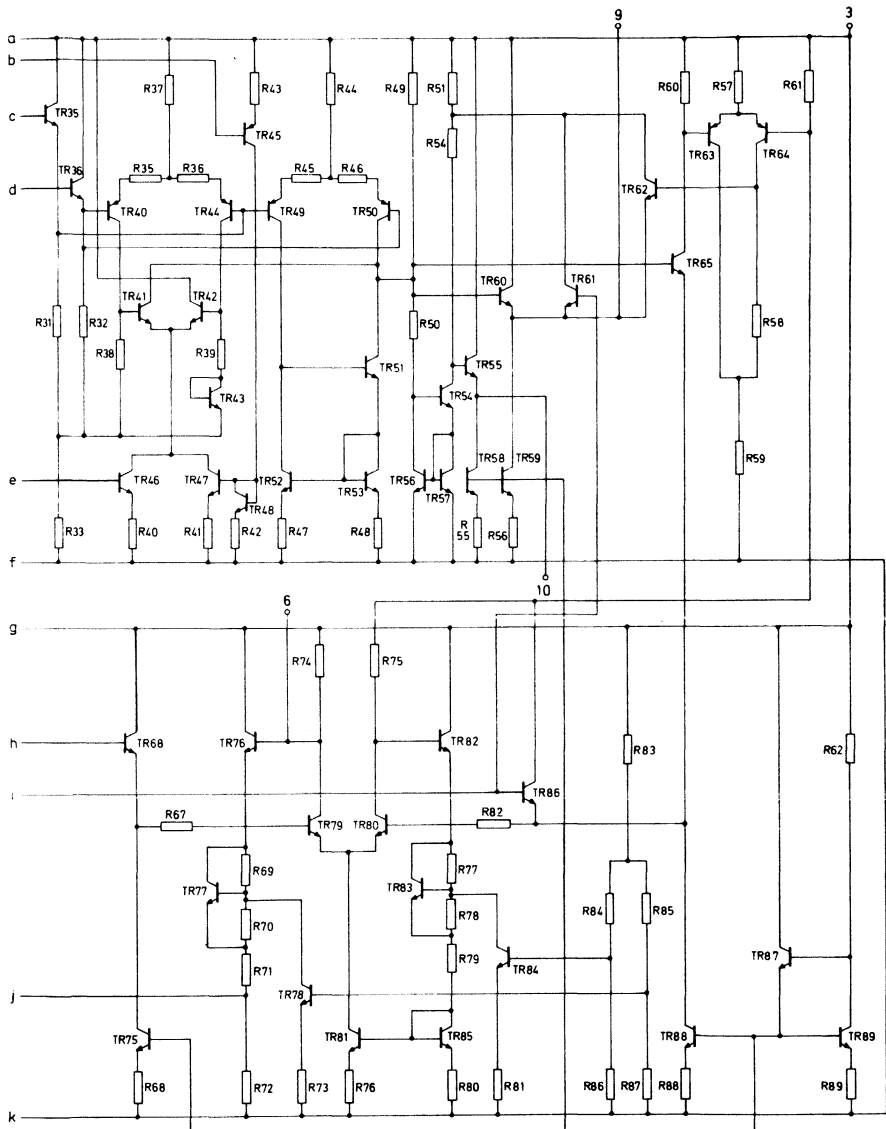 9 3
a
b
R37 R43 R44 R49 R51 R60 R57 R61
c TR35
TR45 R54
TR63 TR64
TR36
R35 R36 R45 R46
d TR62
TR40 TR44 TR49 TR50
TR65
TR60 TR61
TR41 TR42
R31 R32 R50 R58
R38 R39 TR51 TR55
TR43 TR54
TR58 TR59
R59
e TR46 TR47 TR52 TR53 TR56 TR57
TR48
R33 R40 R41 R42 R47 R48 R55 R56
f
10
6
g
R74 R75
h TR68 TR76 TR82 R83 R62
i
TR86
R67 R82
TR79 TR80
R69 R77
TR77 TR83
R84 R85
R70 R78
TR87
R71 R79 TR84
j TR78
TR75 TR81 TR85 TR88 TR89
R68 R72 R73 R76 R80 R81 R86 R87 R88 R89
k